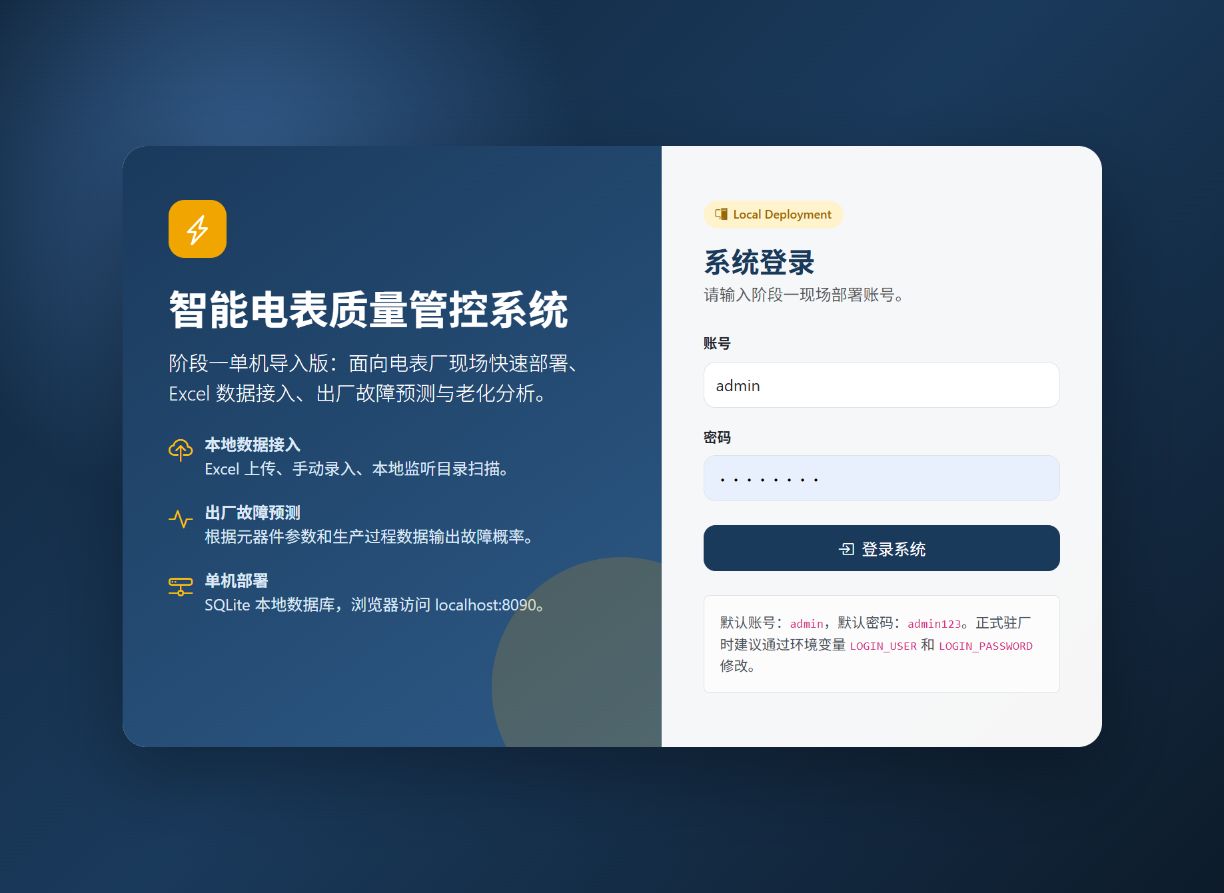 智能电表质量管控系统
阶段一单机导入版：面向电表厂现场快速部署、
Excel 数据接入、出厂故障预测与老化分析。
本地数据接入
Excel 上传、手动录入、本地监听目录扫描。
出厂故障预测
根据元器件参数和生产过程数据输出故障概率。
单机部署
SQLite 本地数据库，浏览器访问 localhost:8090。
Local Deployment
系统登录
请输入阶段一现场部署账号。
账号
admin
密码
••••••••
登录系统
默认账号：admin，默认密码：admin123。正式驻厂
时建议通过环境变量 LOGIN_USER 和 LOGIN_PASSWORD
修改。